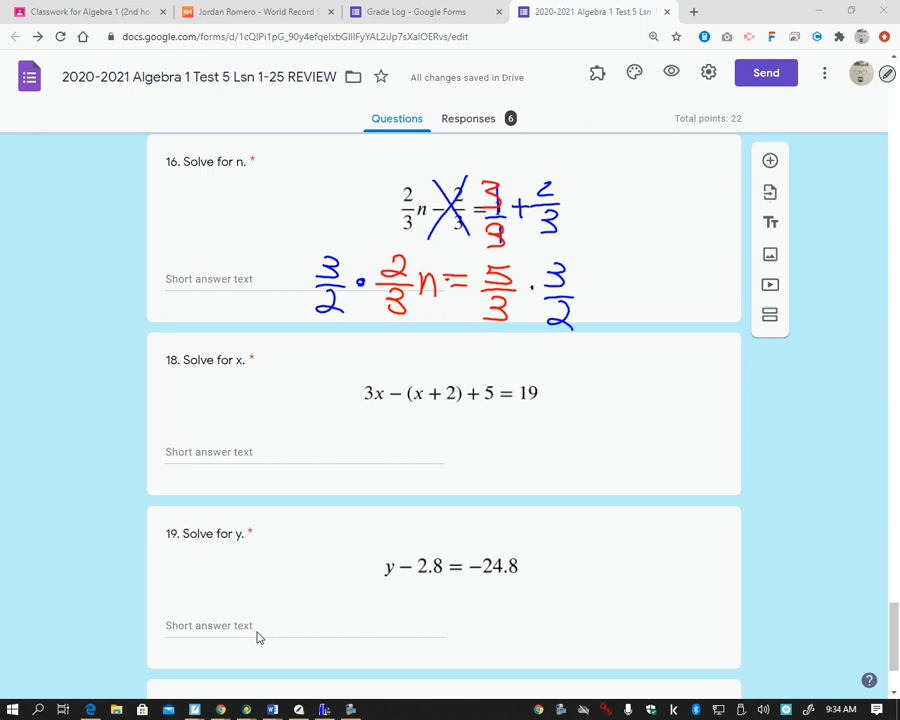 Classwork for Algebra 1 (2nd ho
Jordan Romero - World Record S
Grade Log - Google Forms
2020-2021 Algebra 1 Test 5 Lsn 1
docs.google.com/forms/d/1cQIPi1pG_90y4efqelxbGIIIFyYAL2iJp7sXaIOERvs/edit
2020-2021 Algebra 1 Test 5 Lsn 1-25 REVIEW
All changes saved in Drive
Send
Questions
Responses 6
Total points: 22
16. Solve for n. *
2/3 n − 2/3 = 3/3 + 2/3
Short answer text
3/2 · 2/3 n = 5/3 · 3/2
18. Solve for x. *
3x − (x + 2) + 5 = 19
Short answer text
19. Solve for y. *
y − 2.8 = −24.8
Short answer text
9:34 AM